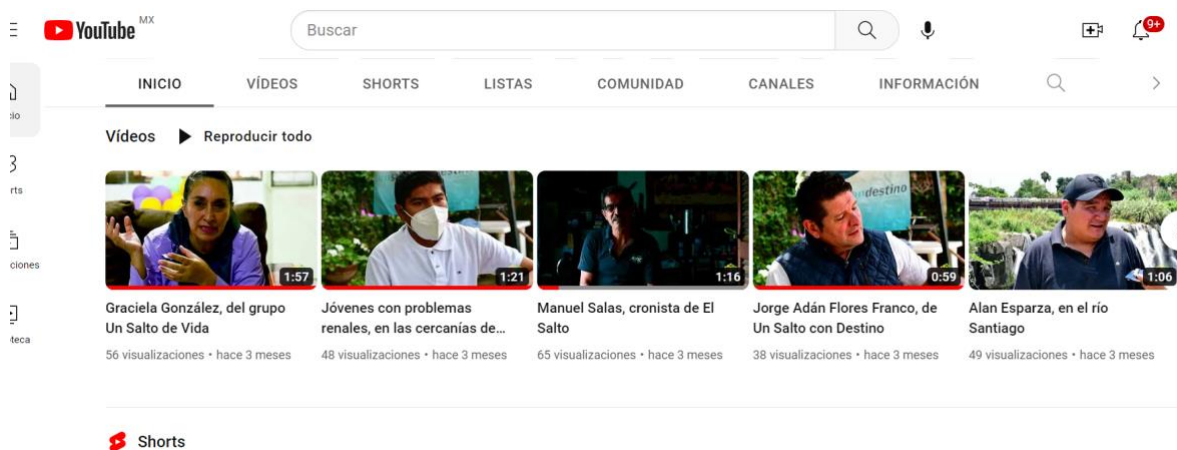 YouTube MX
Buscar
9+
INICIO VÍDEOS SHORTS LISTAS COMUNIDAD CANALES INFORMACIÓN
Vídeos Reproducir todo
destino
1:57 1:21 1:16 0:59 1:06
Graciela González, del grupo
Un Salto de Vida
56 visualizaciones • hace 3 meses
Jóvenes con problemas
renales, en las cercanías de...
48 visualizaciones • hace 3 meses
Manuel Salas, cronista de El
Salto
65 visualizaciones • hace 3 meses
Jorge Adán Flores Franco, de
Un Salto con Destino
38 visualizaciones • hace 3 meses
Alan Esparza, en el río
Santiago
49 visualizaciones • hace 3 meses
Shorts